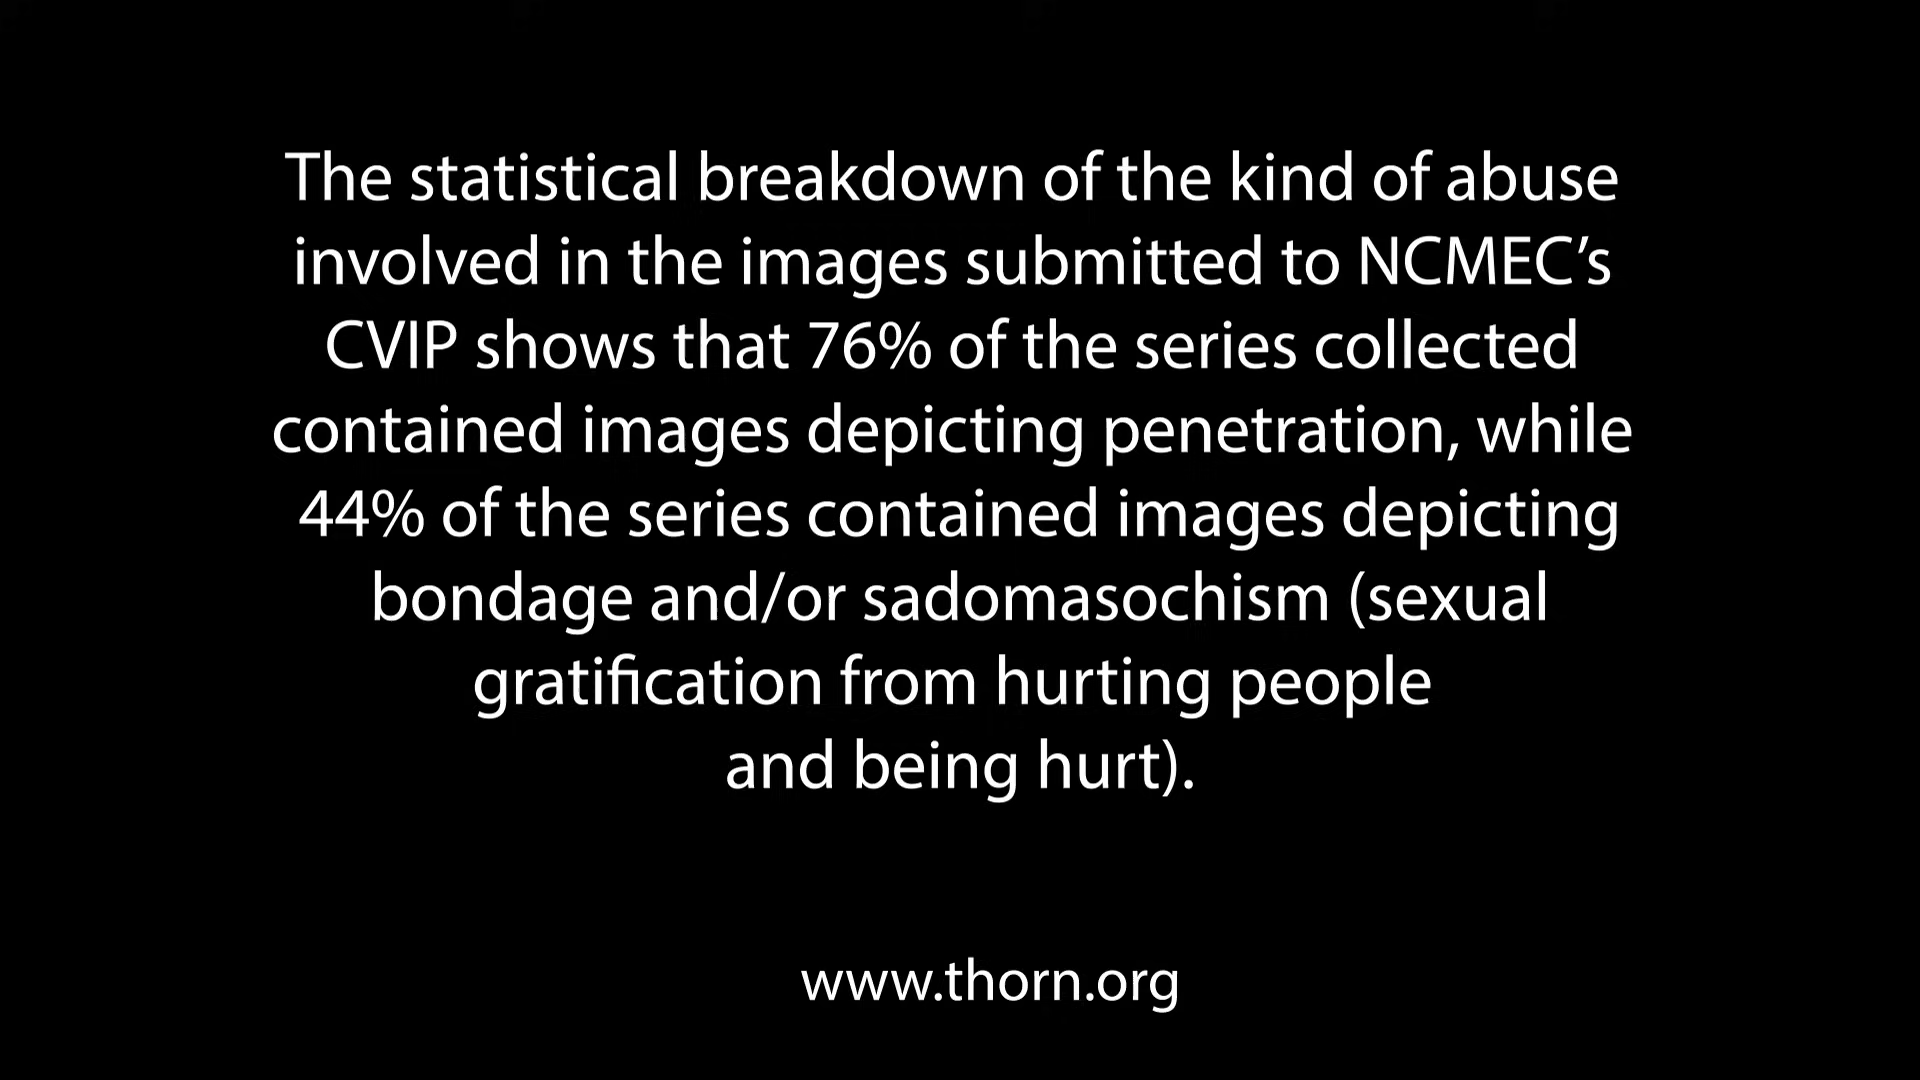 The statistical breakdown of the kind of abuse
involved in the images submitted to NCMEC’s
CVIP shows that 76% of the series collected
contained images depicting penetration, while
44% of the series contained images depicting
bondage and/or sadomasochism (sexual
gratification from hurting people
and being hurt).
www.thorn.org